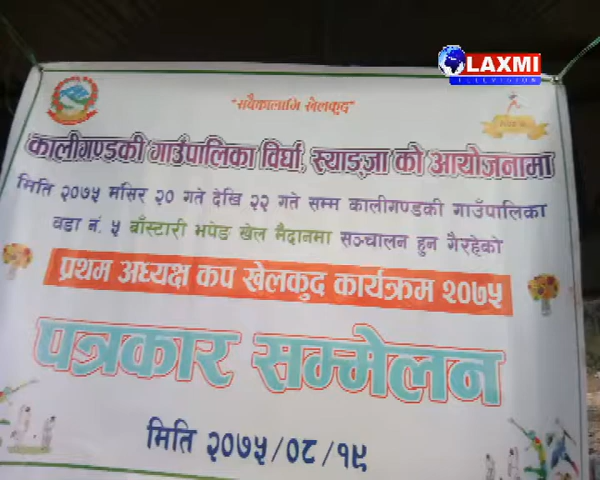 LAXMI
TELEVISION
"सबैकालागि खेलकुद"
कालीगण्डकी गाउँपालिका विर्घा, स्याङ्जा को आयोजनामा
मिति २०७५ मंसिर २० गते देखि २२ गते सम्म कालीगण्डकी गाउँपालिका
वडा नं. ५ बाँस्टारी भपेङ खेल मैदानमा सञ्चालन हुन गैरहेको
प्रथम अध्यक्ष कप खेलकुद कार्यक्रम २०७५
पत्रकार सम्मेलन
मिति २०७५/०८/१९